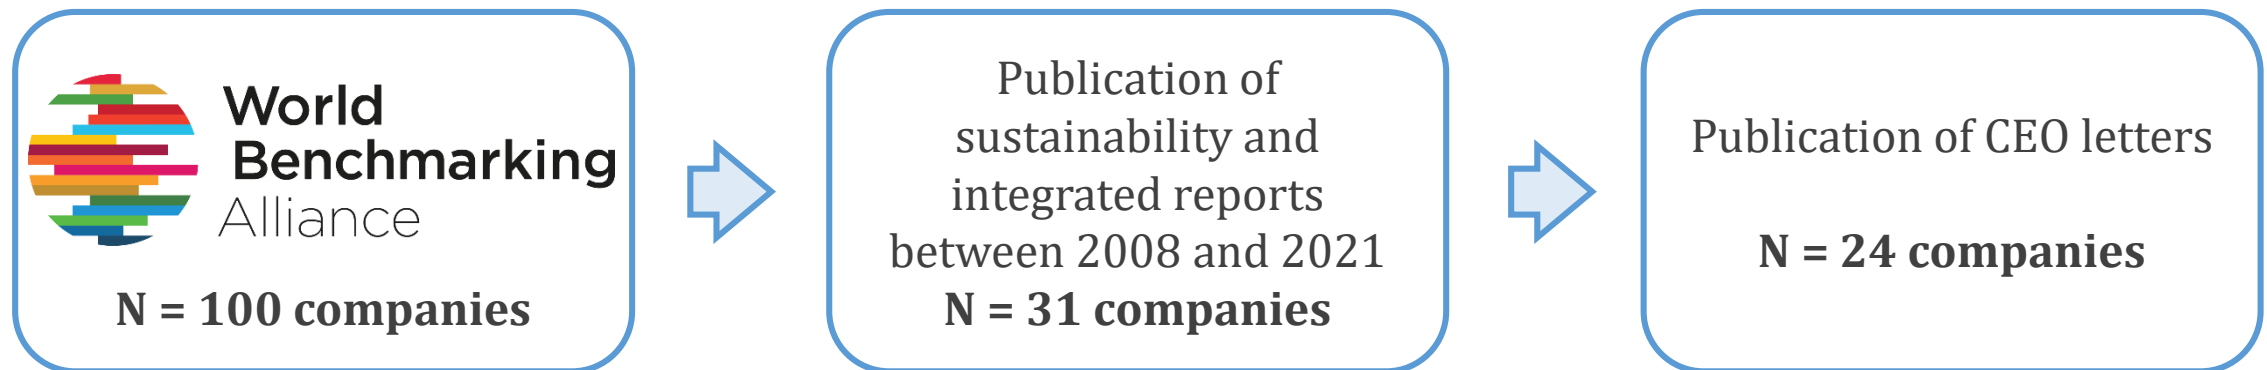 World
Benchmarking
Alliance
N = 100 companies
Publication of
sustainability and
integrated reports
between 2008 and 2021
N = 31 companies
Publication of CEO letters
N = 24 companies